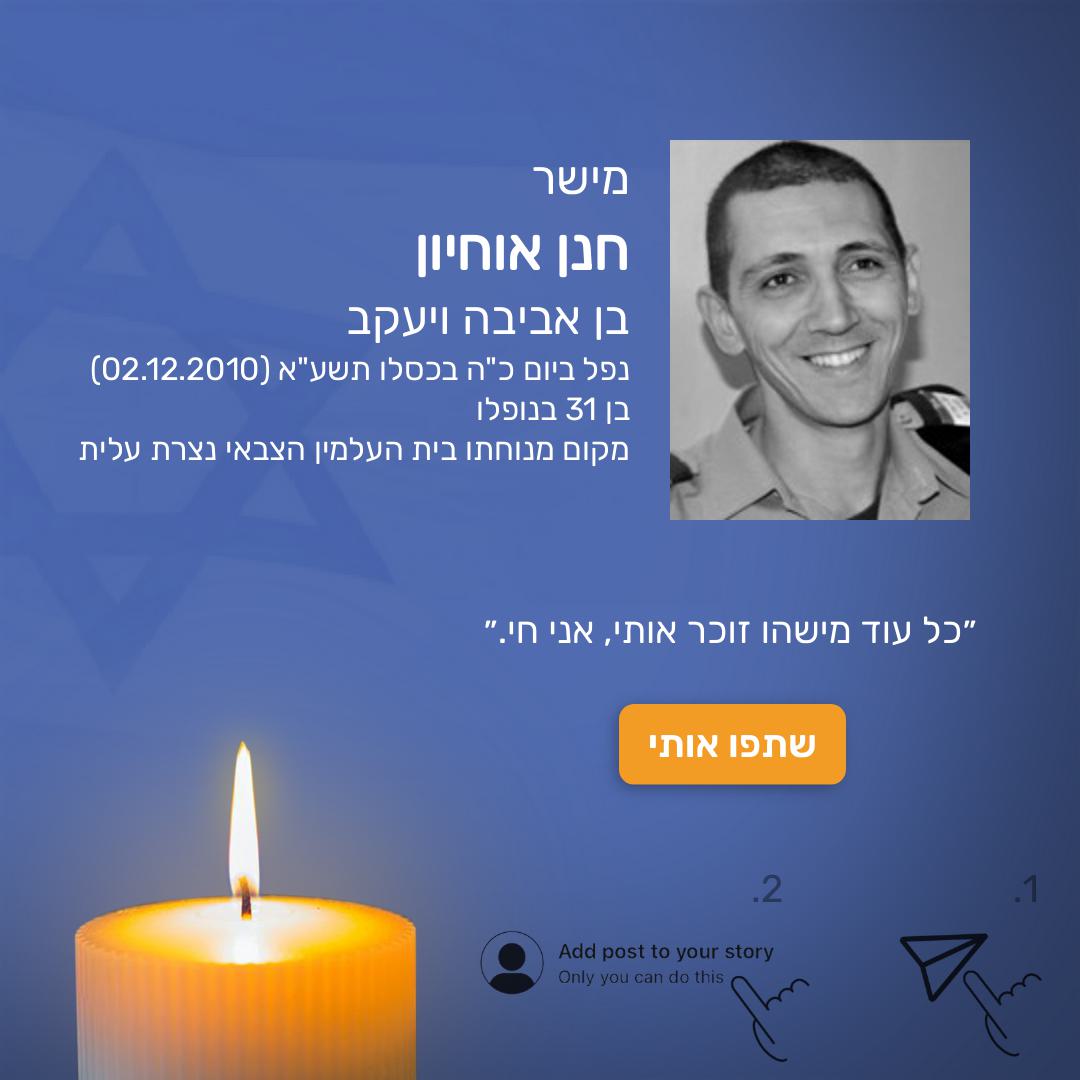 מישר
חנן אוחיון
בן אביבה ויעקב
נפל ביום כ"ה בכסלו תשע"א (02.12.2010)
בן 31 בנופלו
מקום מנוחתו בית העלמין הצבאי נצרת עלית
״כל עוד מישהו זוכר אותי, אני חי.״
שתפו אותי
.1
.2
Add post to your story
Only you can do this